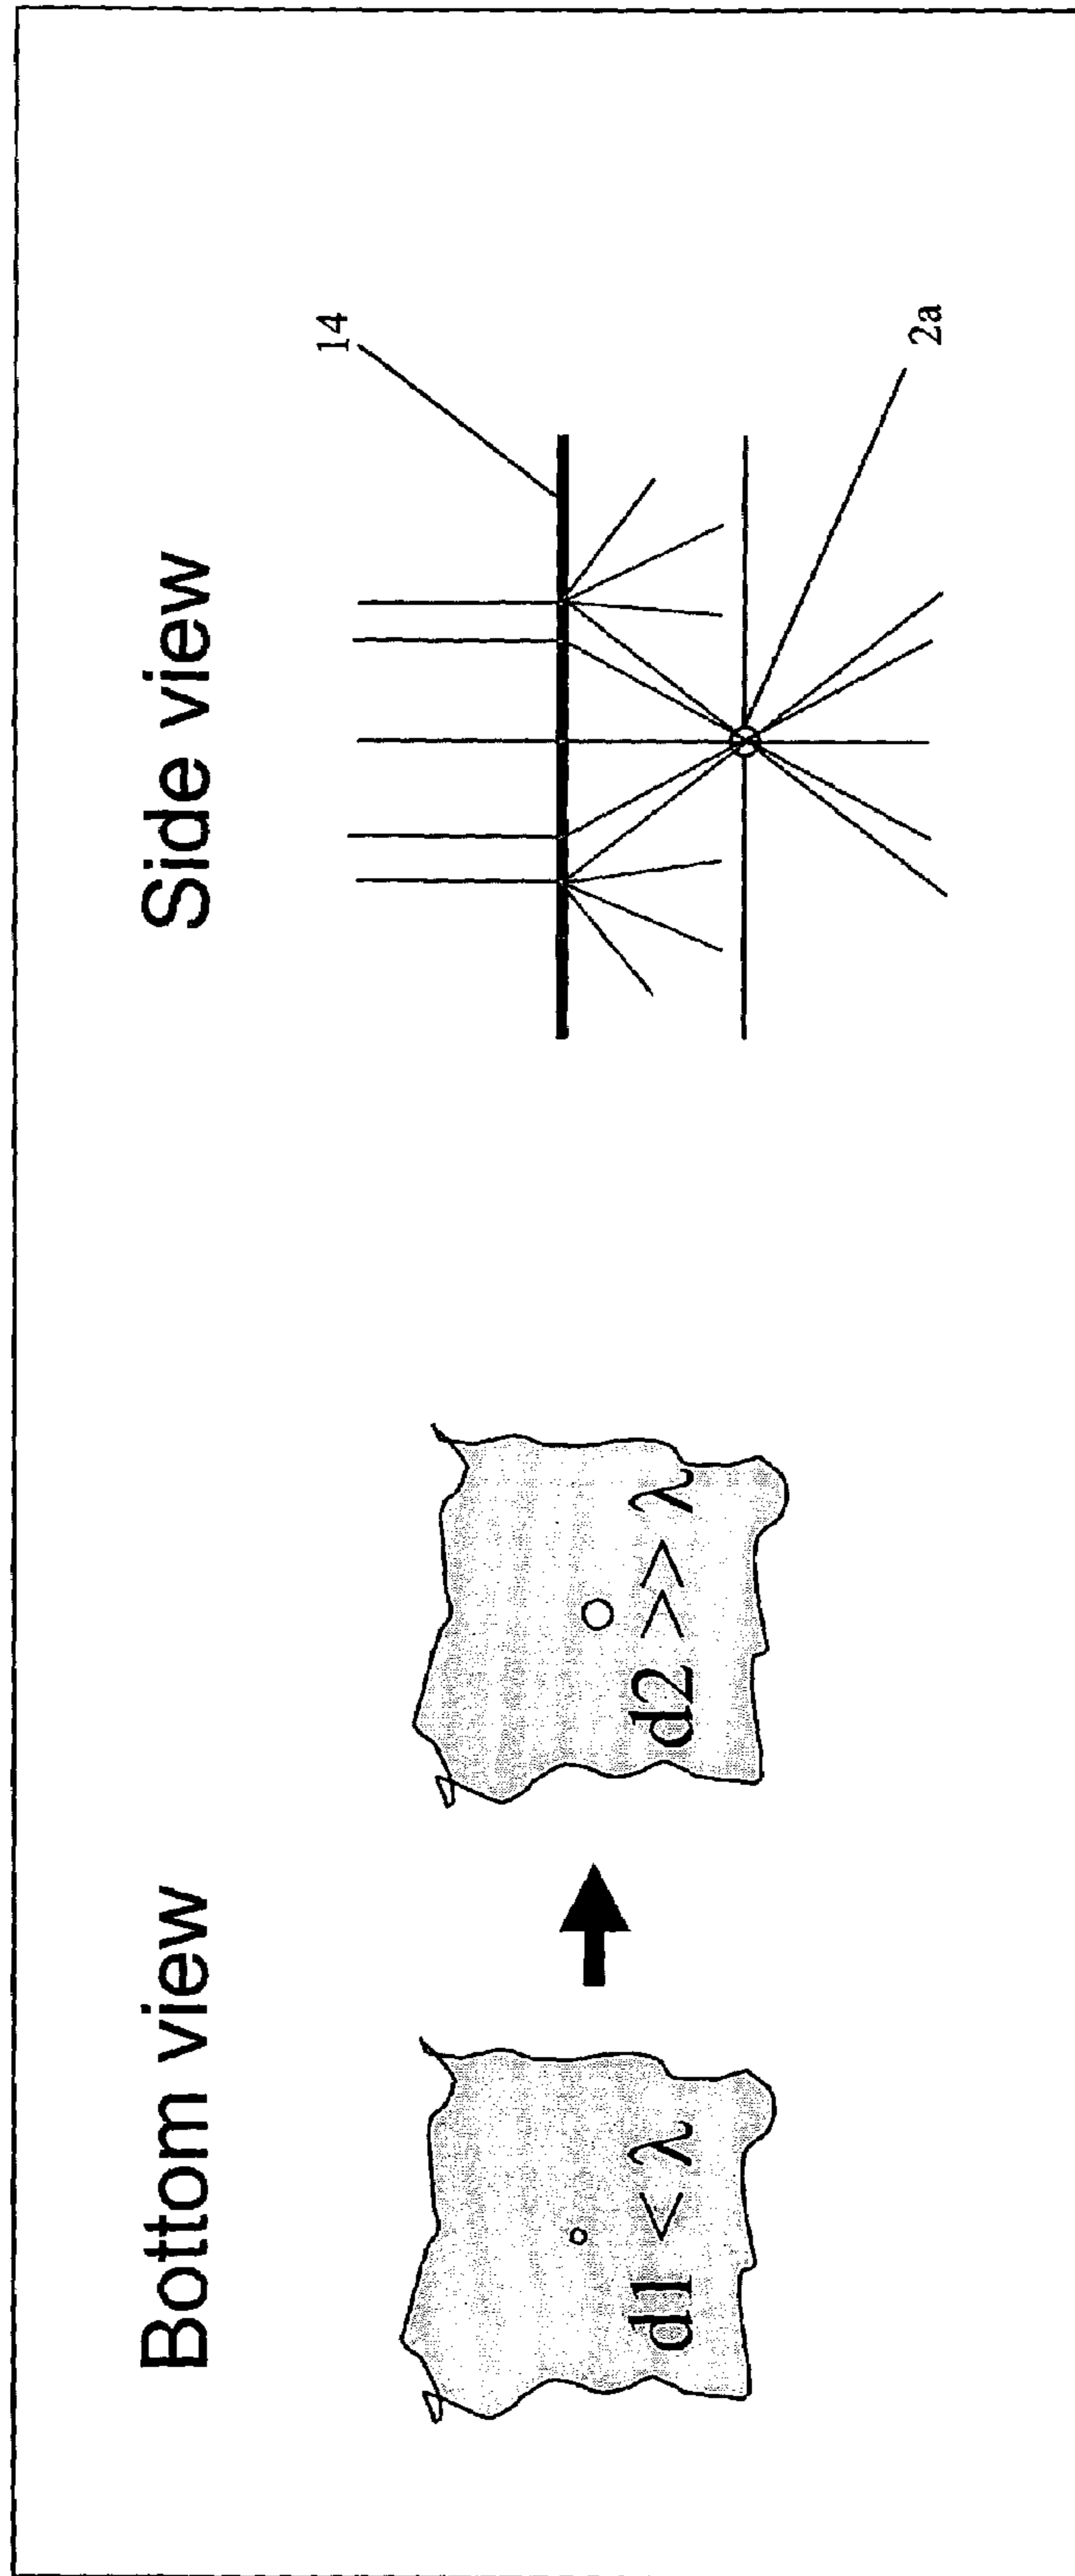 Bottom view
d1 < λ
d2 >> λ
Side view
14
2a